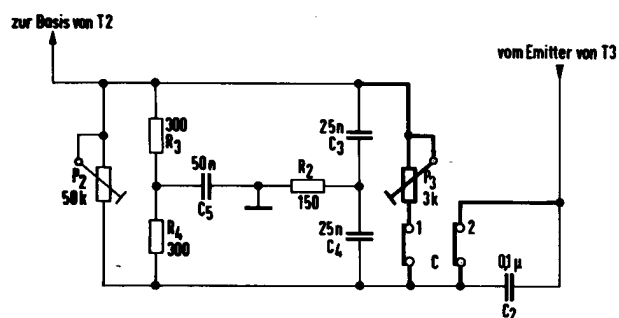 zur Basis von T2
vom Emitter von T3
300
R3
25n
C3
50n
C5
R2
150
P2
50k
P3
3k
R4
300
25n
C4
1
2
C
0,1 µ
C2